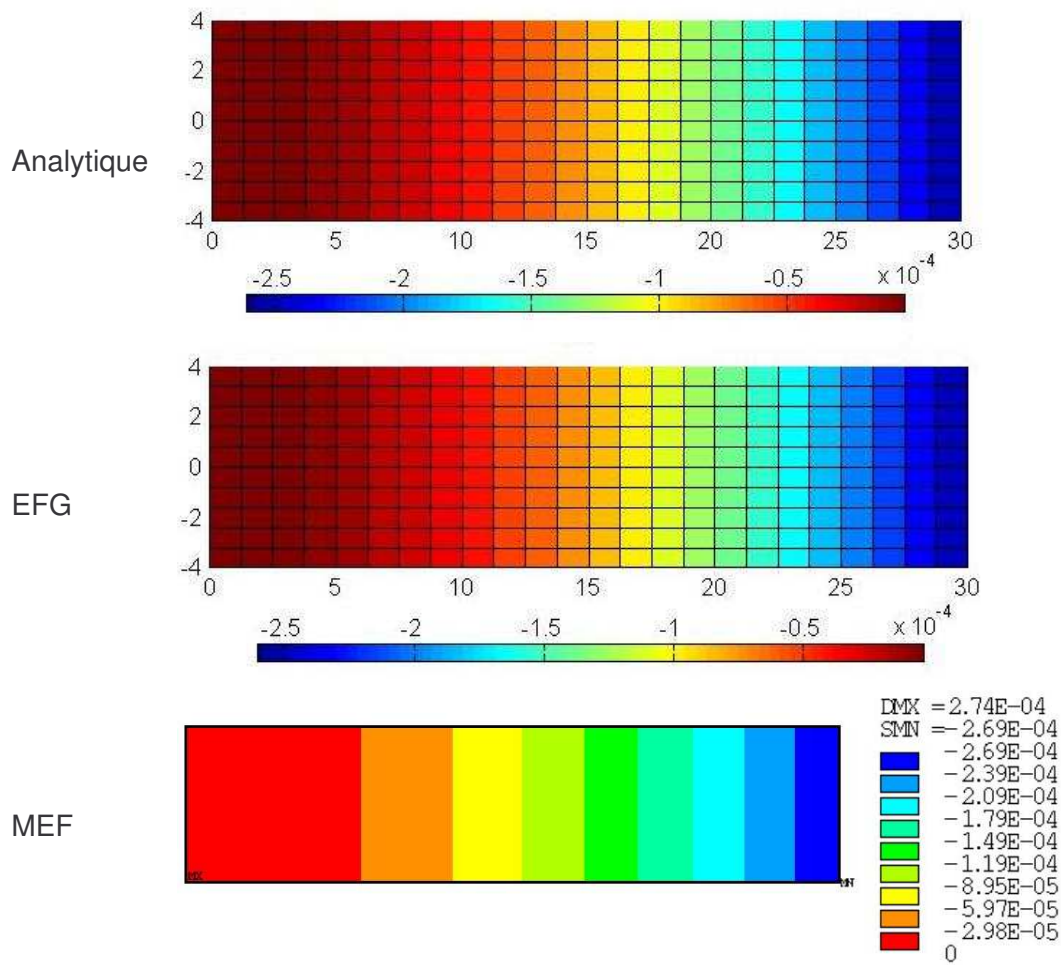 Analytique
4
2
0
-2
-4
0 5 10 15 20 25 30
-2.5 -2 -1.5 -1 -0.5 x 10^-4
EFG
4
2
0
-2
-4
0 5 10 15 20 25 30
-2.5 -2 -1.5 -1 -0.5 x 10^-4
MEF
MX
MN
DMX =2.74E-04
SMN =-2.69E-04
-2.69E-04
-2.39E-04
-2.09E-04
-1.79E-04
-1.49E-04
-1.19E-04
-8.95E-05
-5.97E-05
-2.98E-05
0